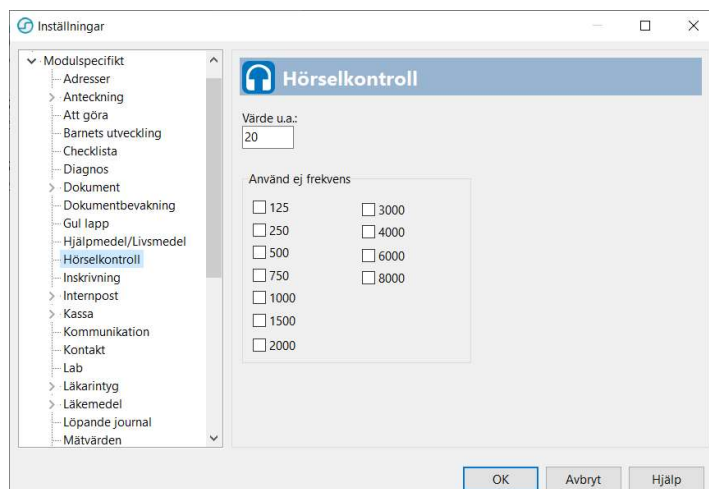 Inställningar
Modulspecifikt
Adresser
Anteckning
Att göra
Barnets utveckling
Checklista
Diagnos
Dokument
Dokumentbevakning
Gul lapp
Hjälpmedel/Livsmedel
Hörselkontroll
Inskrivning
Internpost
Kassa
Kommunikation
Kontakt
Lab
Läkarintyg
Läkemedel
Löpande journal
Mätvärden
Hörselkontroll
Värde u.a.:
20
Använd ej frekvens
125
250
500
750
1000
1500
2000
3000
4000
6000
8000
OK Avbryt Hjälp